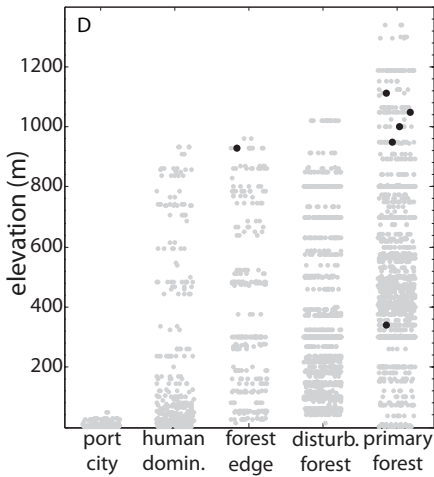 D
1200
1000
800
600
400
200
elevation (m)
port city
human domin.
forest edge
disturb. forest
primary forest